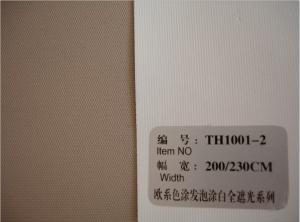 编 号: TH1001-2
Item NO
幅 宽: 200/230CM
Width
欧系色涂发泡涂白全遮光系列